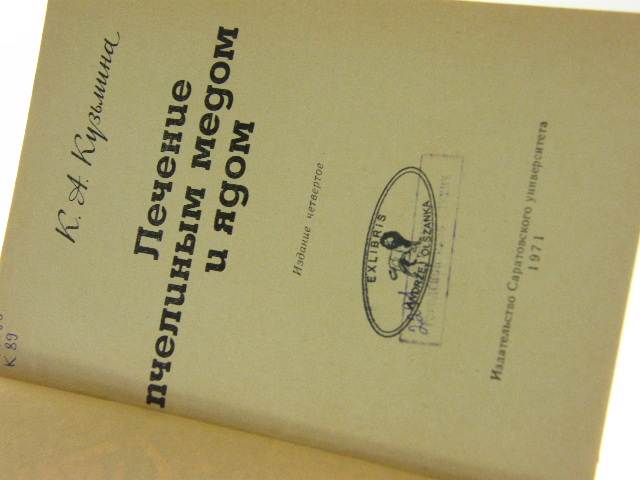 К. А. Кузьмина
Лечение
пчелиным медом
и ядом
Издание четвертое
EXLIBRIS
ANDRZEJ OLSZANKA
Издательство Саратовского университета
1971
К 89